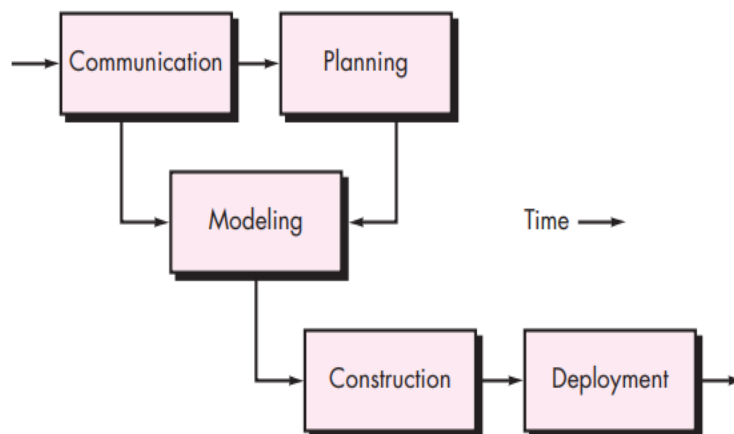 Communication
Planning
Modeling
Time
Construction
Deployment